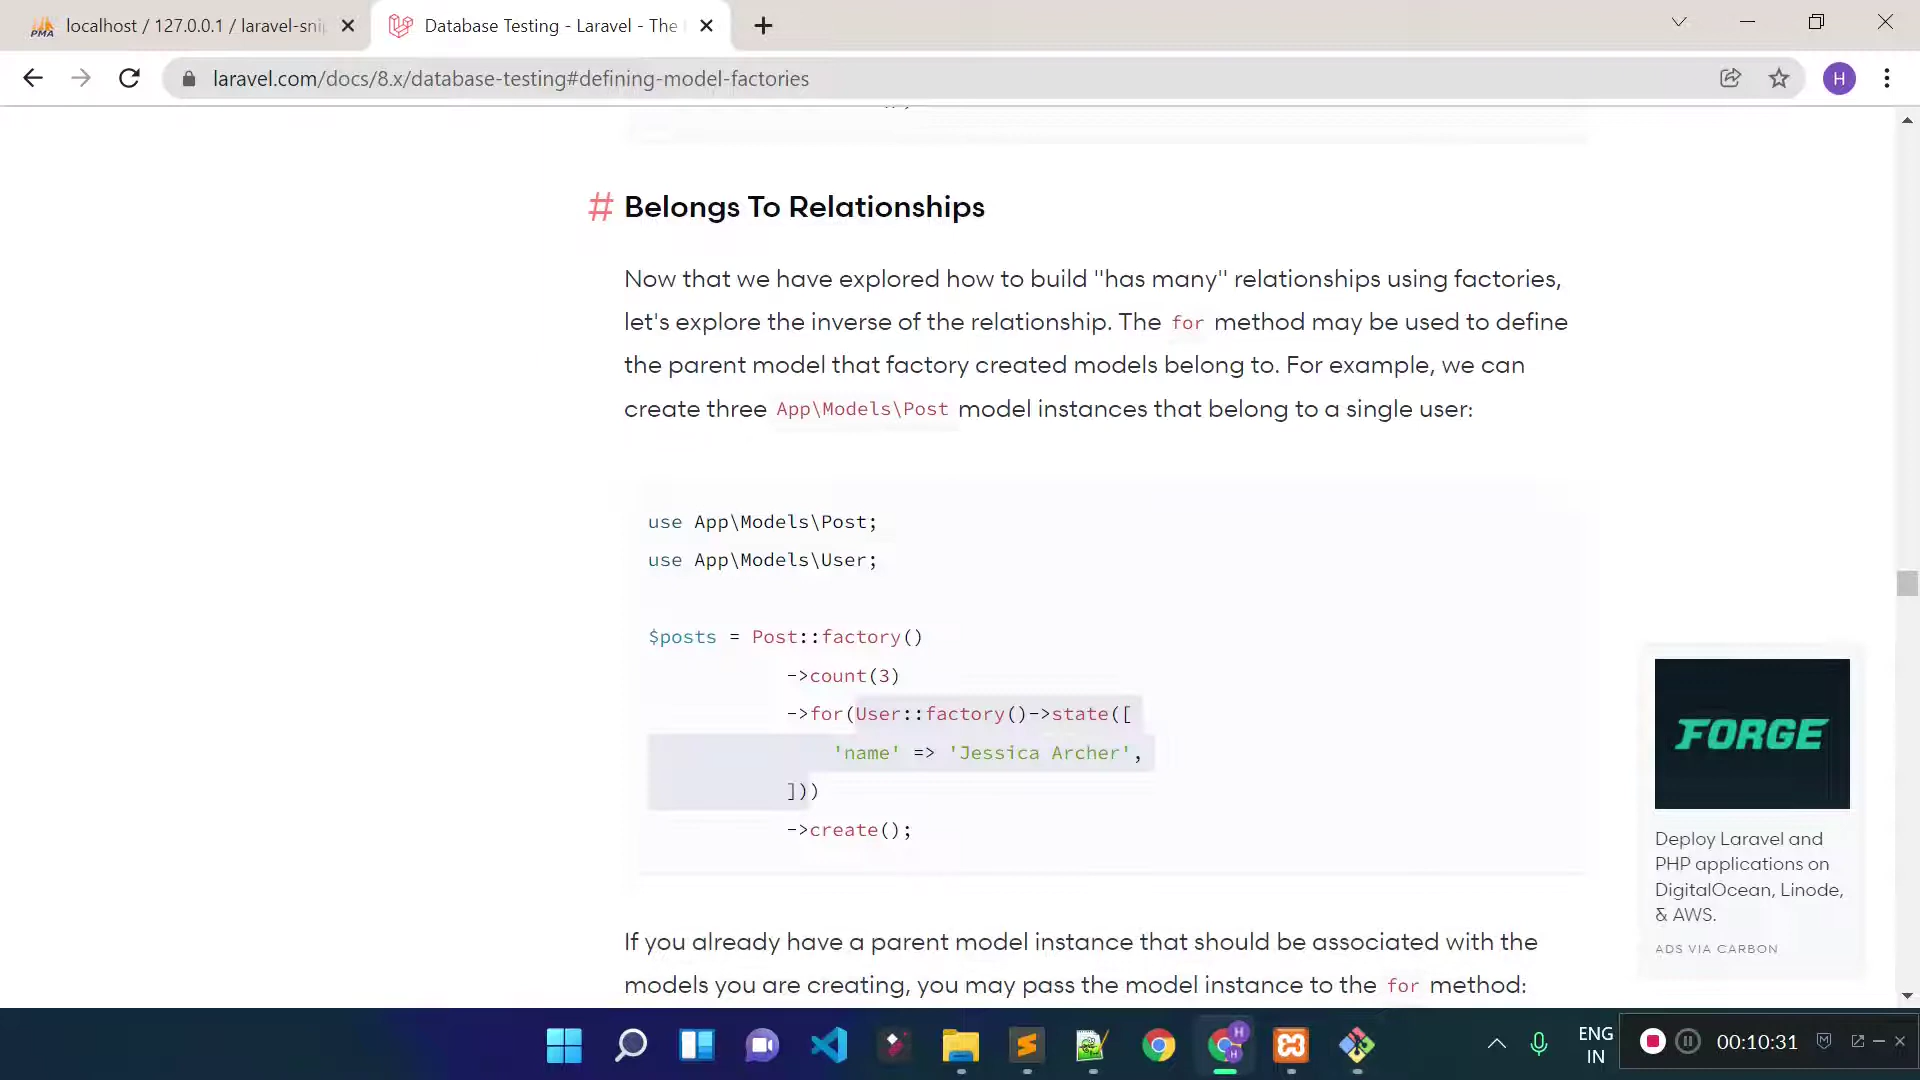 localhost / 127.0.0.1 / laravel-sni
Database Testing - Laravel - The
laravel.com/docs/8.x/database-testing#defining-model-factories
H
# Belongs To Relationships
Now that we have explored how to build "has many" relationships using factories,
let's explore the inverse of the relationship. The for method may be used to define
the parent model that factory created models belong to. For example, we can
create three App\Models\Post model instances that belong to a single user:
use App\Models\Post;
use App\Models\User;
$posts = Post::factory()
->count(3)
->for(User::factory()->state([
'name' => 'Jessica Archer',
]))
->create();
If you already have a parent model instance that should be associated with the
models you are creating, you may pass the model instance to the for method:
FORGE
Deploy Laravel and
PHP applications on
DigitalOcean, Linode,
& AWS.
ADS VIA CARBON
ENG
IN
00:10:31